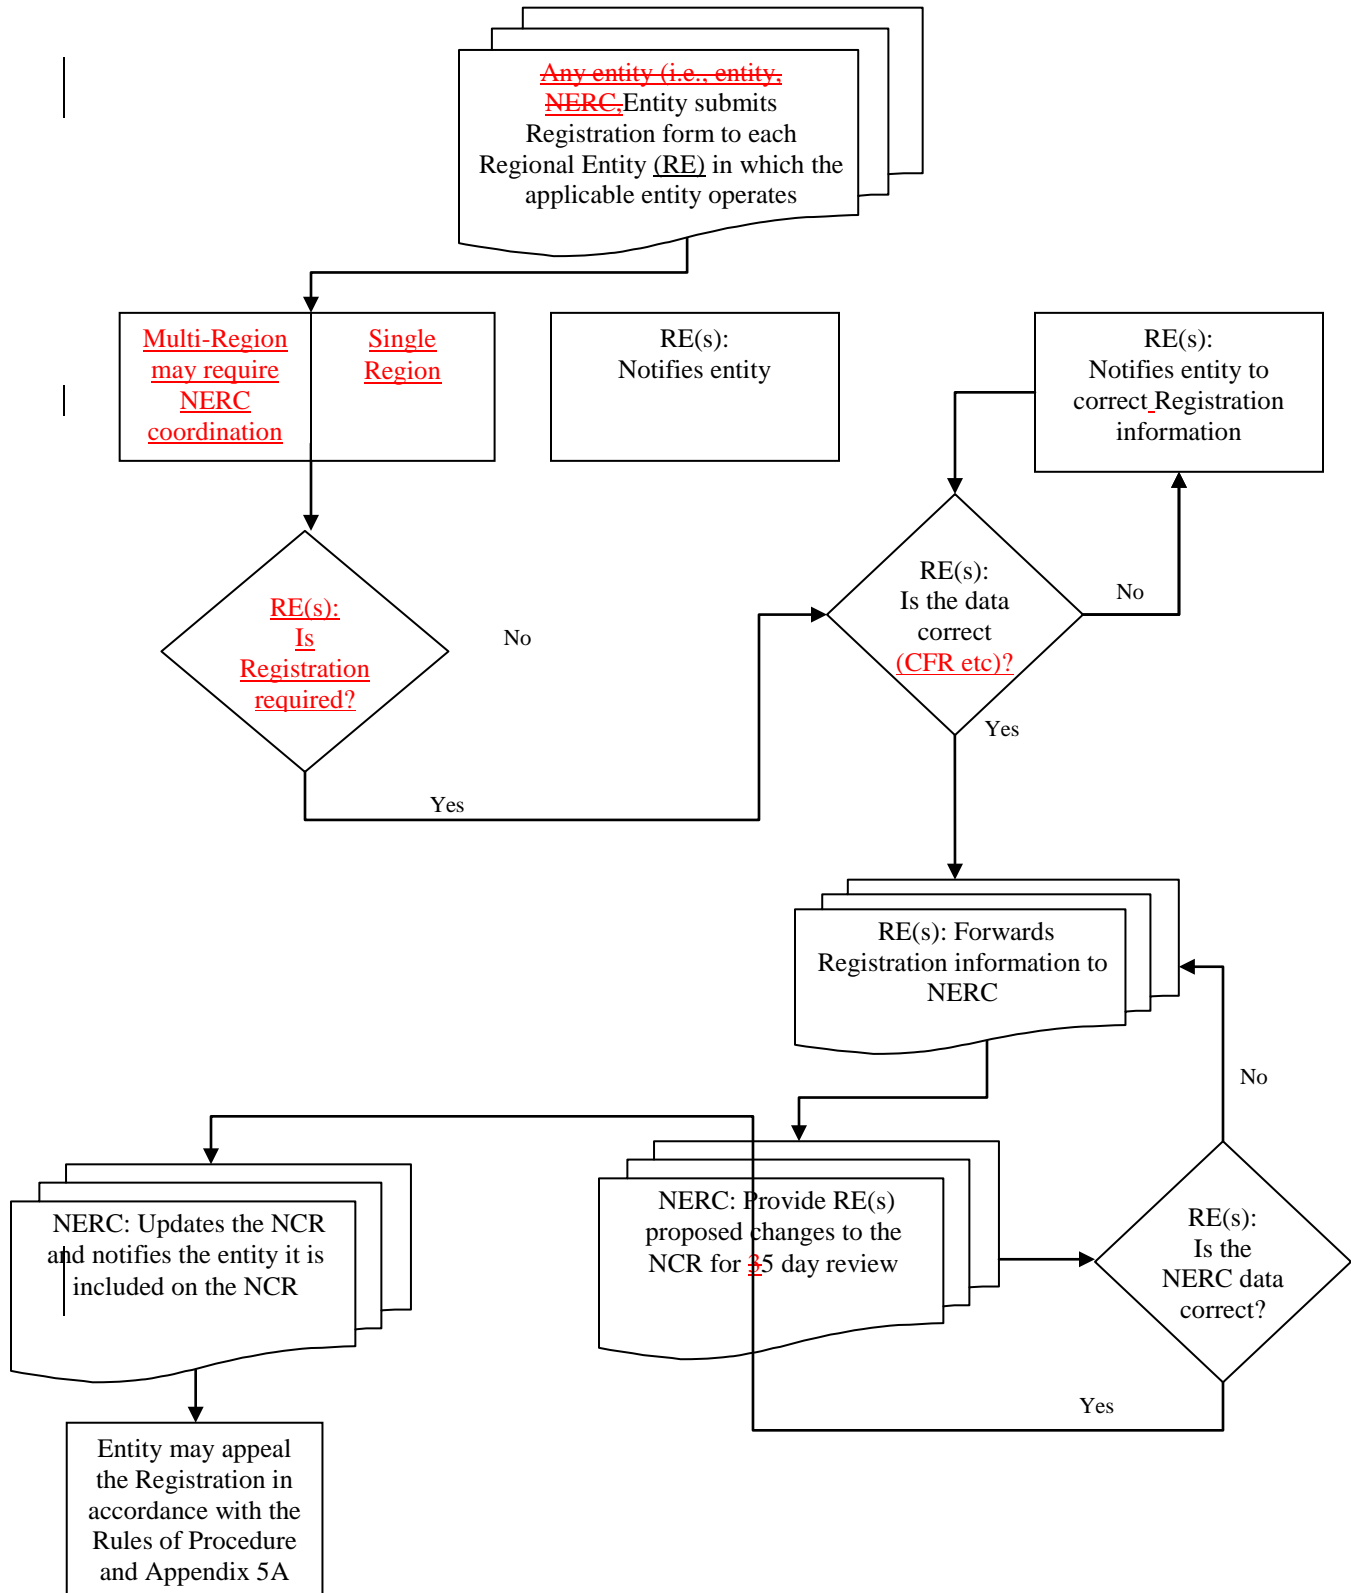 Any entity (i.e., entity,
NERC,Entity submits
Registration form to each
Regional Entity (RE) in which the
applicable entity operates
Multi-Region
may require
NERC
coordination
Single
Region
RE(s):
Notifies entity
RE(s):
Notifies entity to
correct Registration
information
RE(s):
Is
Registration
required?
No
Yes
RE(s):
Is the data
correct
(CFR etc)?
No
Yes
RE(s): Forwards
Registration information to
NERC
No
NERC: Updates the NCR
and notifies the entity it is
included on the NCR
NERC: Provide RE(s)
proposed changes to the
NCR for 35 day review
RE(s):
Is the
NERC data
correct?
Yes
Entity may appeal
the Registration in
accordance with the
Rules of Procedure
and Appendix 5A